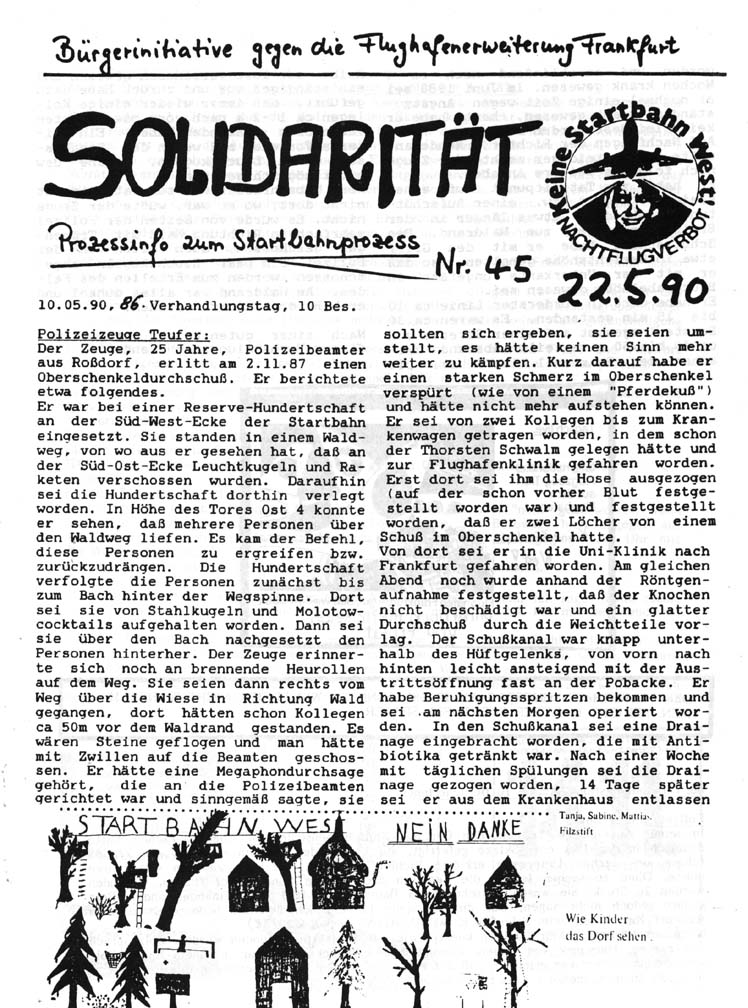 Bürgerinitiative gegen die Flughafenerweiterung Frankfurt
SOLIDARITÄT
Keine Startbahn West!
NACHTFLUGVERBOT
Prozessinfo zum Startbahnprozess
Nr. 45
22.5.90
10.05.90, 86. Verhandlungstag, 10 Bes.
Polizeizeuge Teufer:
Der Zeuge, 25 Jahre, Polizeibeamter
aus Roßdorf, erlitt am 2.11.87 einen
Oberschenkeldurchschuß. Er berichtete
etwa folgendes.
Er war bei einer Reserve-Hundertschaft
an der Süd-West-Ecke der Startbahn
eingesetzt. Sie standen in einem Wald-
weg, von wo aus er gesehen hat, daß an
der Süd-Ost-Ecke Leuchtkugeln und Ra-
keten verschossen wurden. Daraufhin
sei die Hundertschaft dorthin verlegt
worden. In Höhe des Tores Ost 4 konnte
er sehen, daß mehrere Personen über
den Waldweg liefen. Es kam der Befehl,
diese Personen zu ergreifen bzw.
zurückzudrängen. Die Hundertschaft
verfolgte die Personen zunächst bis
zum Bach hinter der Wegspinne. Dort
sei sie von Stahlkugeln und Molotow-
cocktails aufgehalten worden. Dann sei
sie über den Bach nachgesetzt den
Personen hinterher. Der Zeuge erinner-
te sich noch an brennende Heurollen
auf dem Weg. Sie seien dann rechts vom
Weg über die Wiese in Richtung Wald
gegangen, dort hätten schon Kollegen
ca 50m vor dem Waldrand gestanden. Es
wären Steine geflogen und man hätte
mit Zwillen auf die Beamten geschos-
sen. Er hätte eine Megaphondurchsage
gehört, die an die Polizeibeamten
gerichtet war und sinngemäß sagte, sie
sollten sich ergeben, sie seien um-
stellt, es hätte keinen Sinn mehr
weiter zu kämpfen. Kurz darauf habe er
einen starken Schmerz im Oberschenkel
verspürt (wie von einem "Pferdekuß")
und hätte nicht mehr aufstehen können.
Er sei von zwei Kollegen bis zum Kran-
kenwagen getragen worden, in dem schon
der Thorsten Schwalm gelegen hätte und
zur Flughafenklinik gefahren worden.
Erst dort sei ihm die Hose ausgezogen
(auf der schon vorher Blut festge-
stellt worden war) und festgestellt
worden, daß er zwei Löcher von einem
Schuß im Oberschenkel hatte.
Von dort sei er in die Uni-Klinik nach
Frankfurt gefahren worden. Am gleichen
Abend noch wurde anhand der Röntgen-
aufnahme festgestellt, daß der Knochen
nicht beschädigt war und ein glatter
Durchschuß durch die Weichteile vor-
lag. Der Schußkanal war knapp unter-
halb des Hüftgelenks, von vorn nach
hinten leicht ansteigend mit der Aus-
trittsöffnung fast an der Pobacke. Er
habe Beruhigungsspritzen bekommen und
sei am nächsten Morgen operiert wor-
den. In den Schußkanal sei eine Drai-
nage eingebracht worden, die mit Anti-
biotika getränkt war. Nach einer Woche
mit täglichen Spülungen sei die Drai-
nage gezogen worden, 14 Tage später
sei er aus dem Krankenhaus entlassen
STARTBAHN WEST NEIN DANKE
Tanja, Sabine, Mattias.
Filzstift
Wie Kinder
das Dorf sehen.